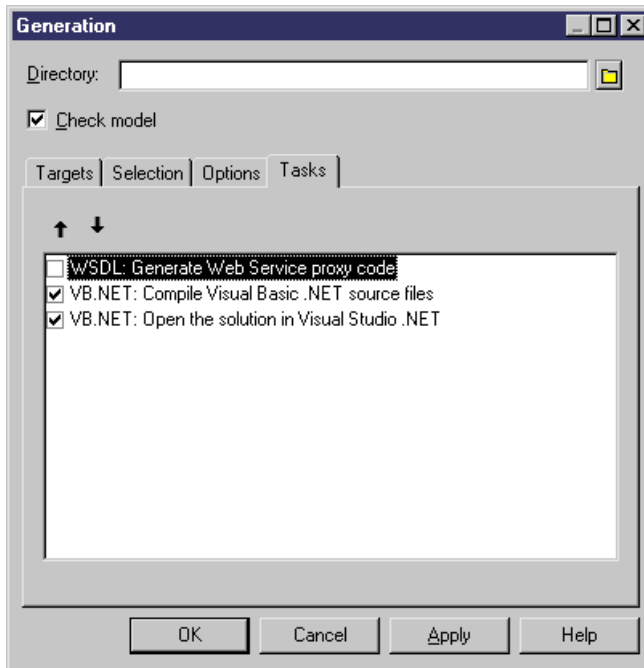 Generation
Directory:
Check model
Targets
Selection
Options
Tasks
WSDL: Generate Web Service proxy code
VB.NET: Compile Visual Basic .NET source files
VB.NET: Open the solution in Visual Studio .NET
OK
Cancel
Apply
Help